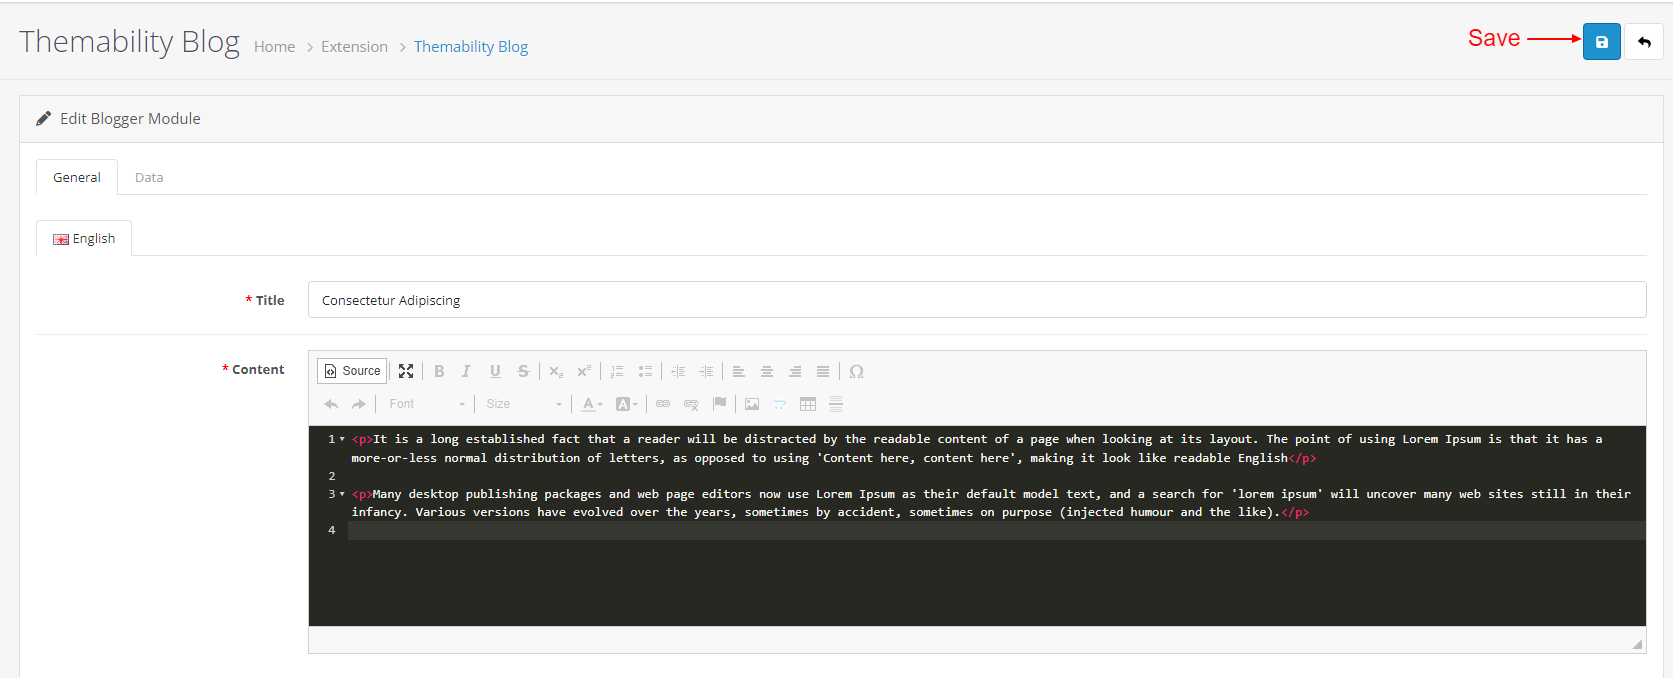 Themability Blog Home > Extension > Themability Blog Save
Edit Blogger Module
General Data
English
* Title Consectetur Adipiscing
* Content Source B I U S x₂ x² Ω
Font Size A A
1 <p>It is a long established fact that a reader will be distracted by the readable content of a page when looking at its layout. The point of using Lorem Ipsum is that it has a
more-or-less normal distribution of letters, as opposed to using 'Content here, content here', making it look like readable English</p>
2
3 <p>Many desktop publishing packages and web page editors now use Lorem Ipsum as their default model text, and a search for 'lorem ipsum' will uncover many web sites still in their
infancy. Various versions have evolved over the years, sometimes by accident, sometimes on purpose (injected humour and the like).</p>
4